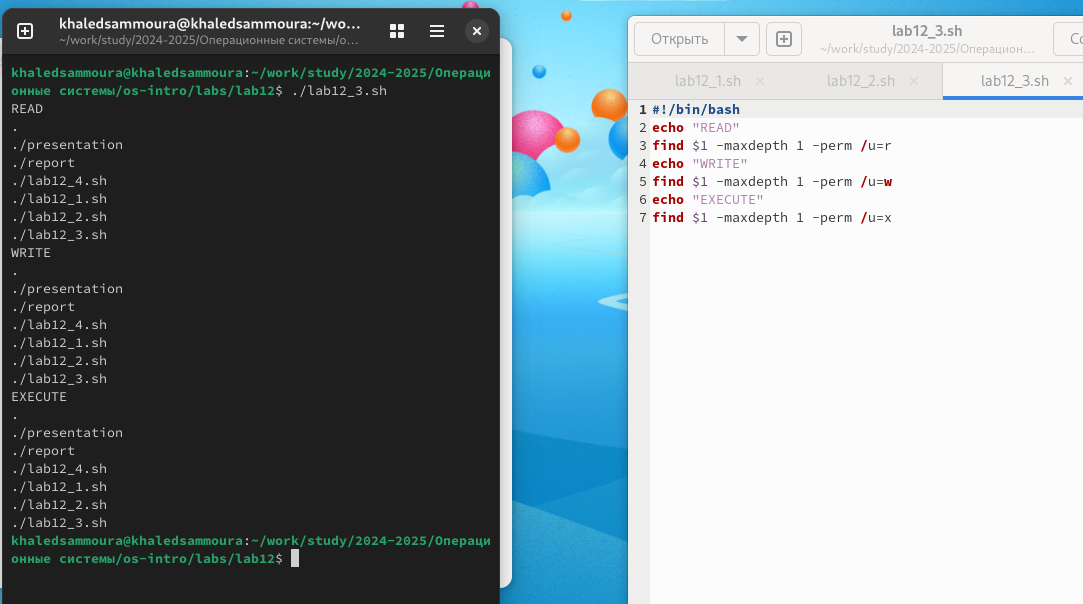 khaledsammoura@khaledsammoura:~/wo…
~/work/study/2024-2025/Операционные системы/o…
khaledsammoura@khaledsammoura:~/work/study/2024-2025/Операци
онные системы/os-intro/labs/lab12$ ./lab12_3.sh
READ
.
./presentation
./report
./lab12_4.sh
./lab12_1.sh
./lab12_2.sh
./lab12_3.sh
WRITE
.
./presentation
./report
./lab12_4.sh
./lab12_1.sh
./lab12_2.sh
./lab12_3.sh
EXECUTE
.
./presentation
./report
./lab12_4.sh
./lab12_1.sh
./lab12_2.sh
./lab12_3.sh
khaledsammoura@khaledsammoura:~/work/study/2024-2025/Операци
онные системы/os-intro/labs/lab12$
Открыть
lab12_3.sh
~/work/study/2024-2025/Операцион…
Со
lab12_1.sh
lab12_2.sh
lab12_3.sh
1 #!/bin/bash
2 echo "READ"
3 find $1 -maxdepth 1 -perm /u=r
4 echo "WRITE"
5 find $1 -maxdepth 1 -perm /u=w
6 echo "EXECUTE"
7 find $1 -maxdepth 1 -perm /u=x